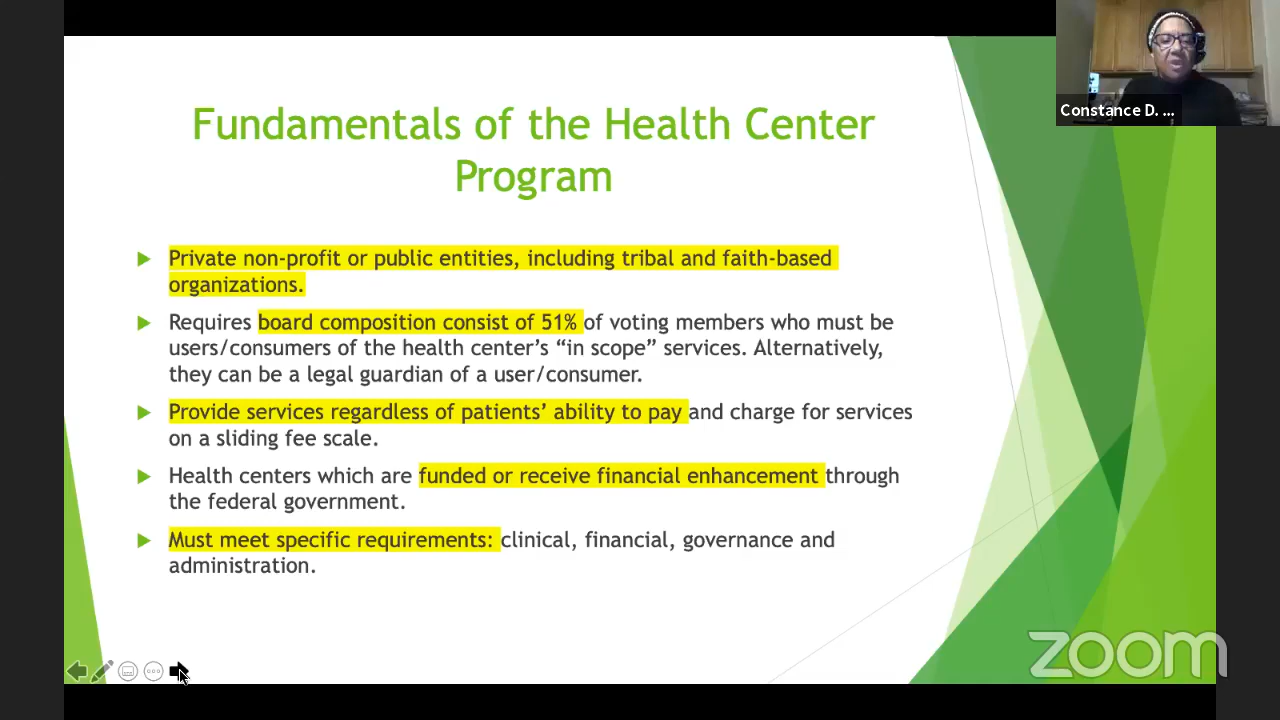 Constance D. ...
Fundamentals of the Health Center
Program
Private non-profit or public entities, including tribal and faith-based
organizations.
Requires board composition consist of 51% of voting members who must be
users/consumers of the health center’s “in scope” services. Alternatively,
they can be a legal guardian of a user/consumer.
Provide services regardless of patients’ ability to pay and charge for services
on a sliding fee scale.
Health centers which are funded or receive financial enhancement through
the federal government.
Must meet specific requirements: clinical, financial, governance and
administration.
zoom